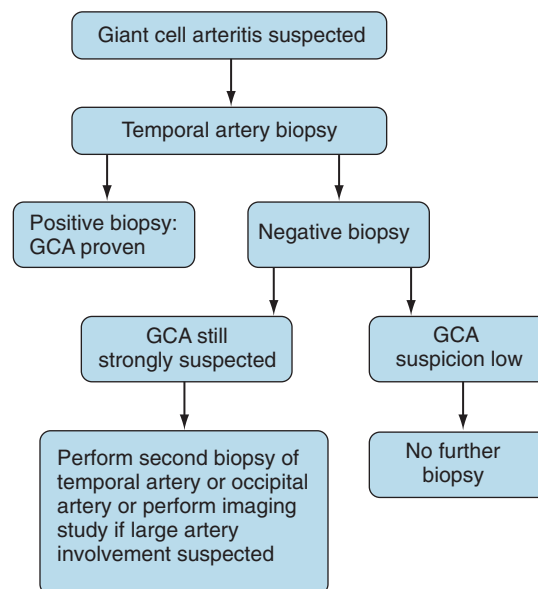 Giant cell arteritis suspected
Temporal artery biopsy
Positive biopsy:
GCA proven
Negative biopsy
GCA still
strongly suspected
GCA
suspicion low
Perform second biopsy of
temporal artery or occipital
artery or perform imaging
study if large artery
involvement suspected
No further
biopsy